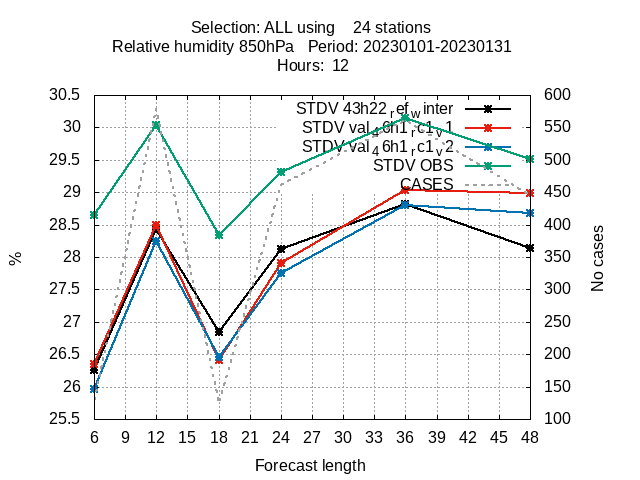 Selection: ALL using    24 stations
Relative humidity 850hPa   Period: 20230101-20230131
Hours:  12
30.5
30
29.5
29
28.5
28
27.5
27
26.5
26
25.5
%
STDV 43h22refwinter
STDV val46h1rc1v1
STDV val46h1rc1v2
STDV OBS
CASES
600
550
500
450
400
350
300
250
200
150
100
No cases
6 9 12 15 18 21 24 27 30 33 36 39 42 45 48
Forecast length